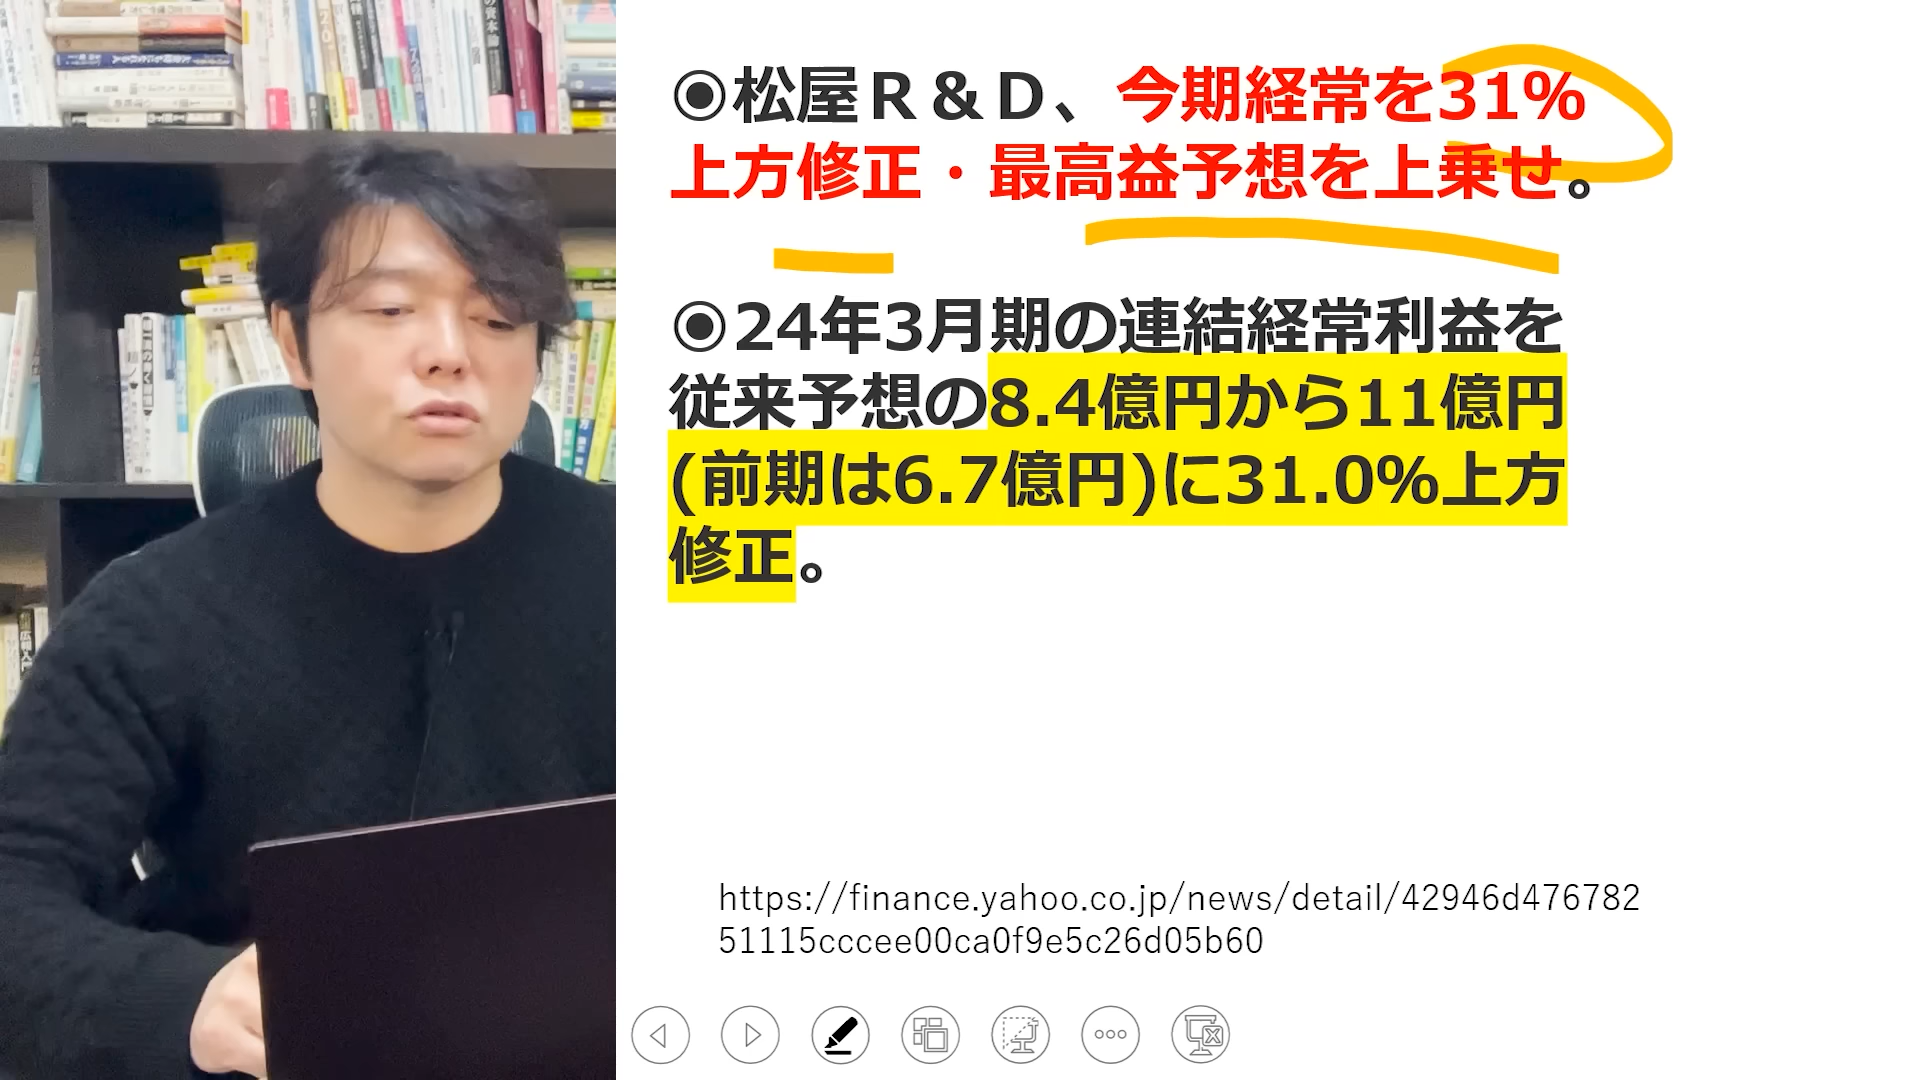 ◉松屋Ｒ＆Ｄ、今期経常を31%
上方修正・最高益予想を上乗せ。
◉24年3月期の連結経常利益を
従来予想の8.4億円から11億円
(前期は6.7億円)に31.0%上方
修正。
https://finance.yahoo.co.jp/news/detail/42946d476782
51115cccee00ca0f9e5c26d05b60